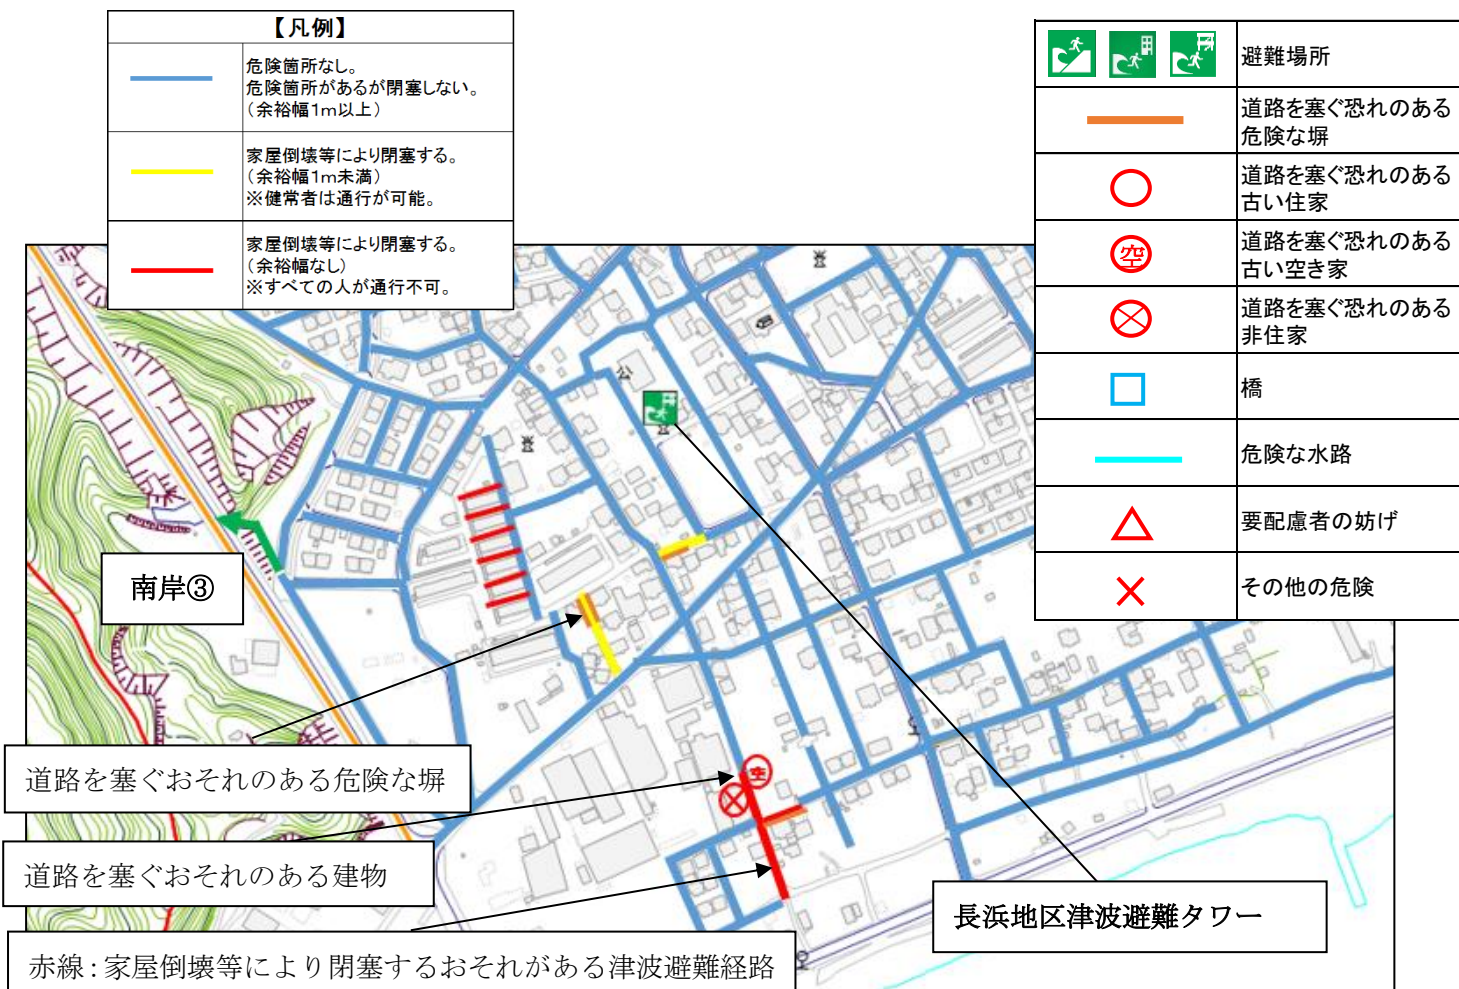 【凡例】
危険箇所なし。
危険箇所があるが閉塞しない。
(余裕幅1m以上)
家屋倒壊等により閉塞する。
(余裕幅1m未満)
※健常者は通行が可能。
家屋倒壊等により閉塞する。
(余裕幅なし)
※すべての人が通行不可。
避難場所
道路を塞ぐ恐れのある
危険な塀
道路を塞ぐ恐れのある
古い住家
空
道路を塞ぐ恐れのある
古い空き家
道路を塞ぐ恐れのある
非住家
橋
危険な水路
要配慮者の妨げ
その他の危険
公
南岸③
道路を塞ぐおそれのある危険な塀
空
道路を塞ぐおそれのある建物
長浜地区津波避難タワー
赤線:家屋倒壊等により閉塞するおそれがある津波避難経路